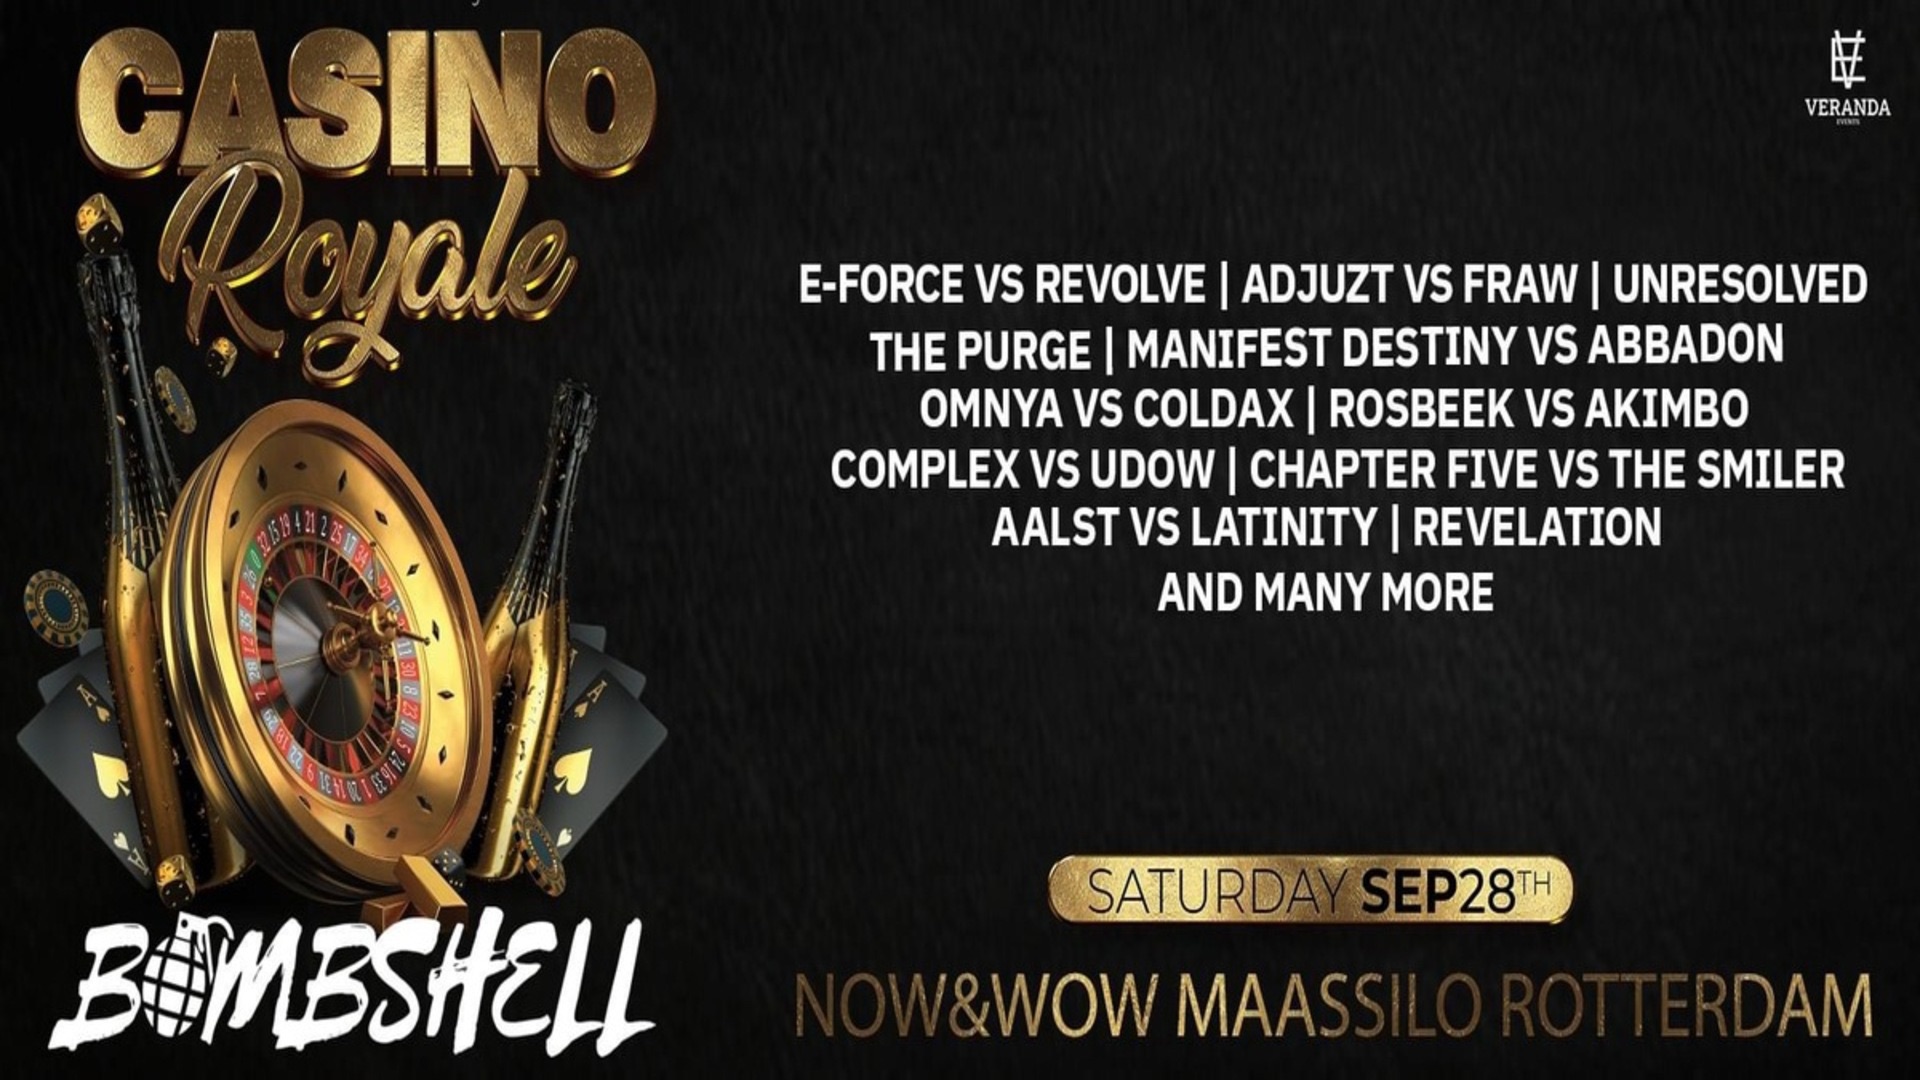 CASINO
Royale
VERANDA
EVENTS
E-FORCE VS REVOLVE | ADJUZT VS FRAW | UNRESOLVED
THE PURGE | MANIFEST DESTINY VS ABBADON
OMNYA VS COLDAX | ROSBEEK VS AKIMBO
COMPLEX VS UDOW | CHAPTER FIVE VS THE SMILER
AALST VS LATINITY | REVELATION
AND MANY MORE
SATURDAY SEP28TH
NOW&WOW MAASSILO ROTTERDAM
BOMBSHELL